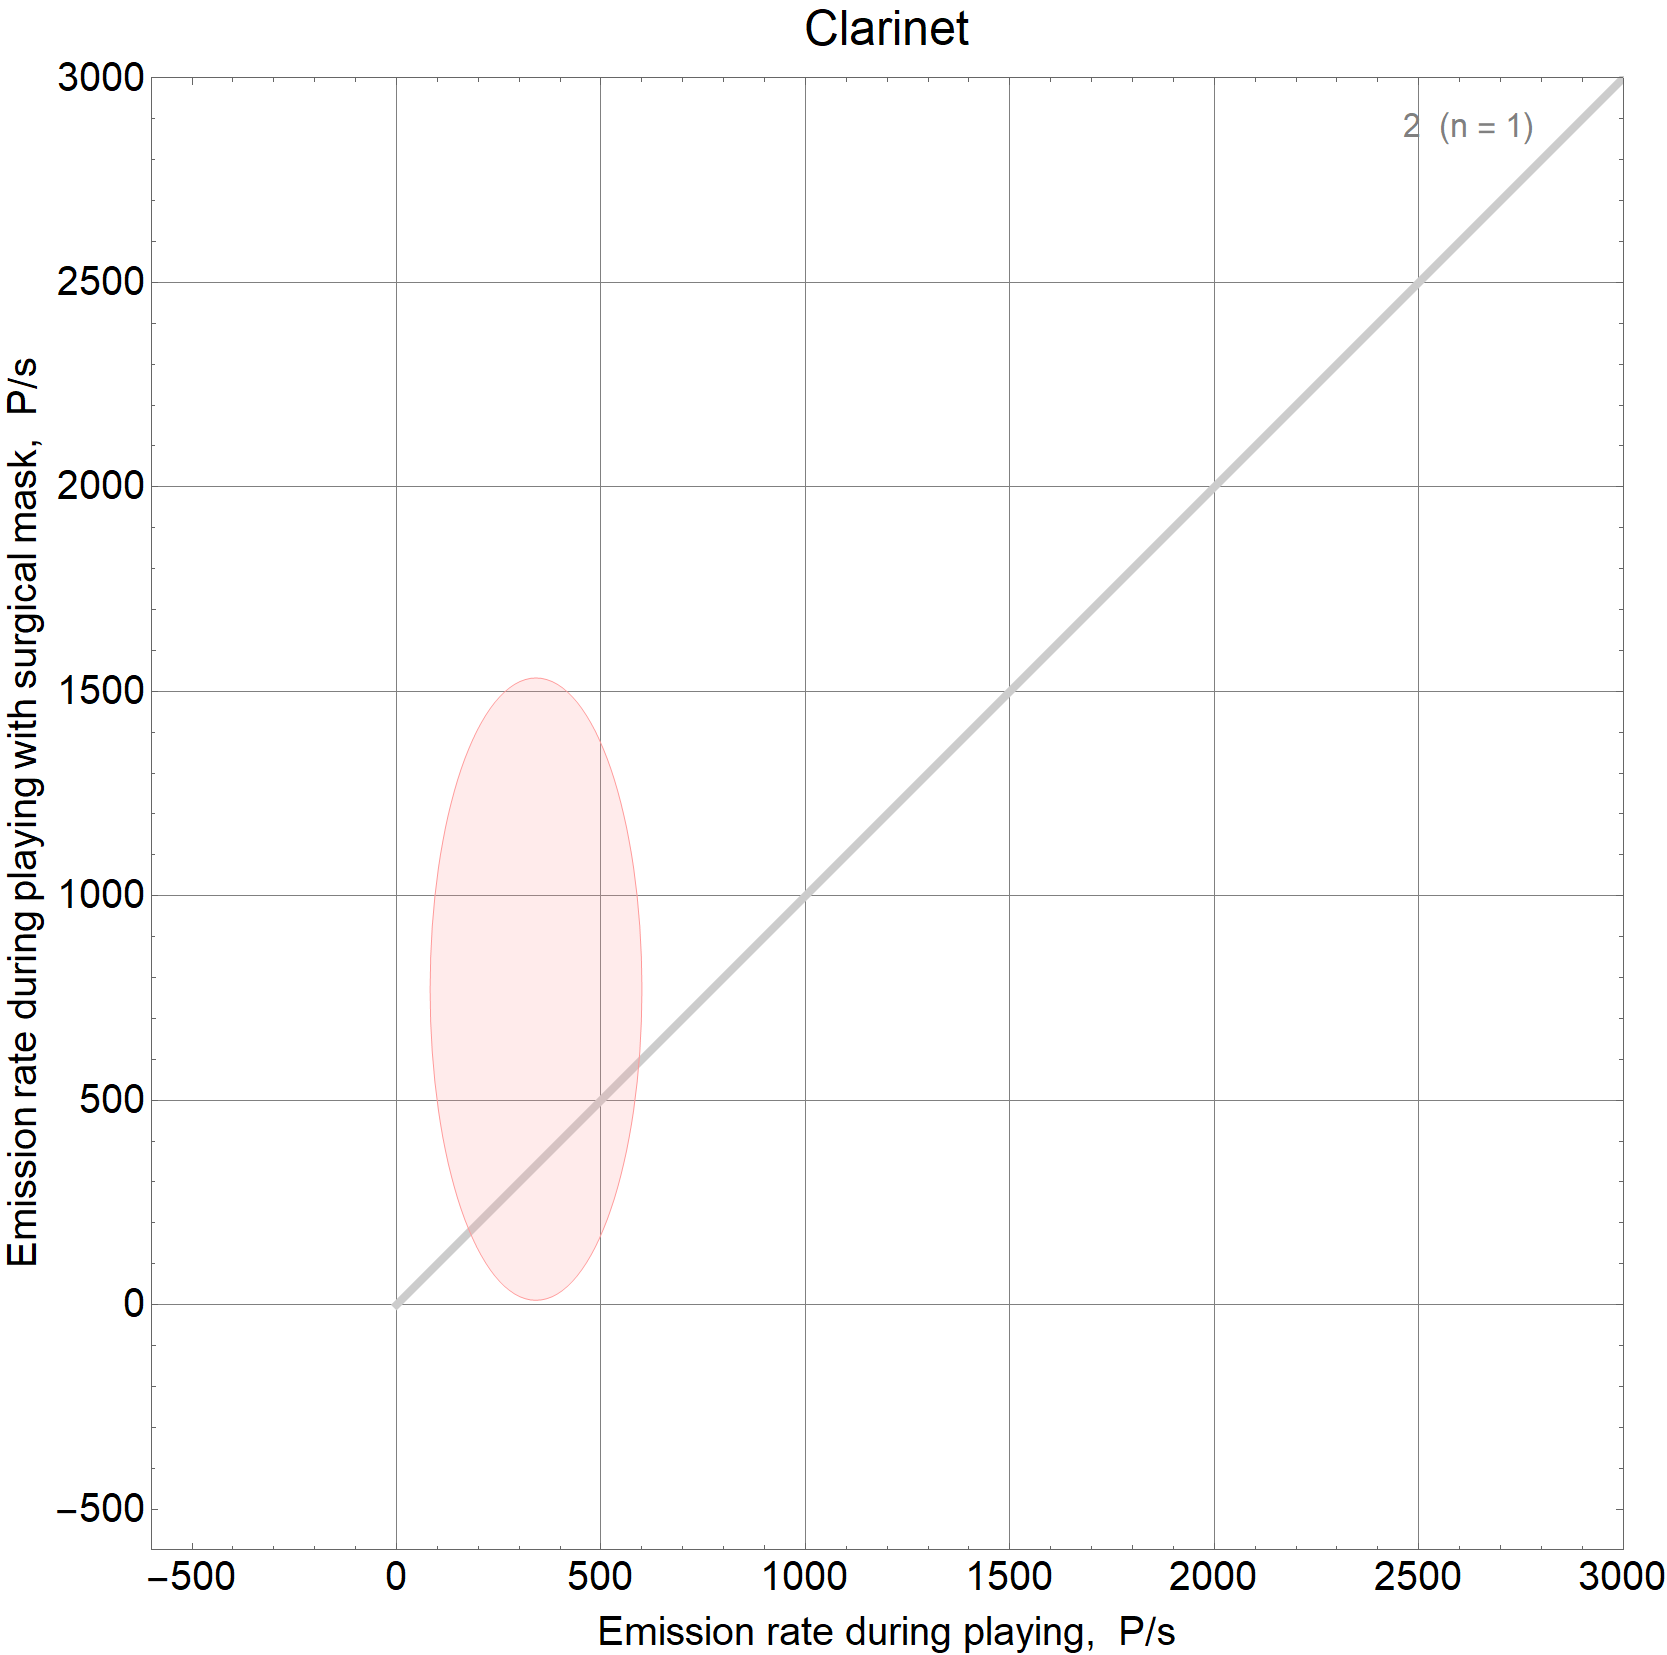 Clarinet
3000
2 (n = 1)
2500
2000
1500
1000
500
0
−500
−500 0 500 1000 1500 2000 2500 3000
Emission rate during playing, P/s
Emission rate during playing with surgical mask, P/s